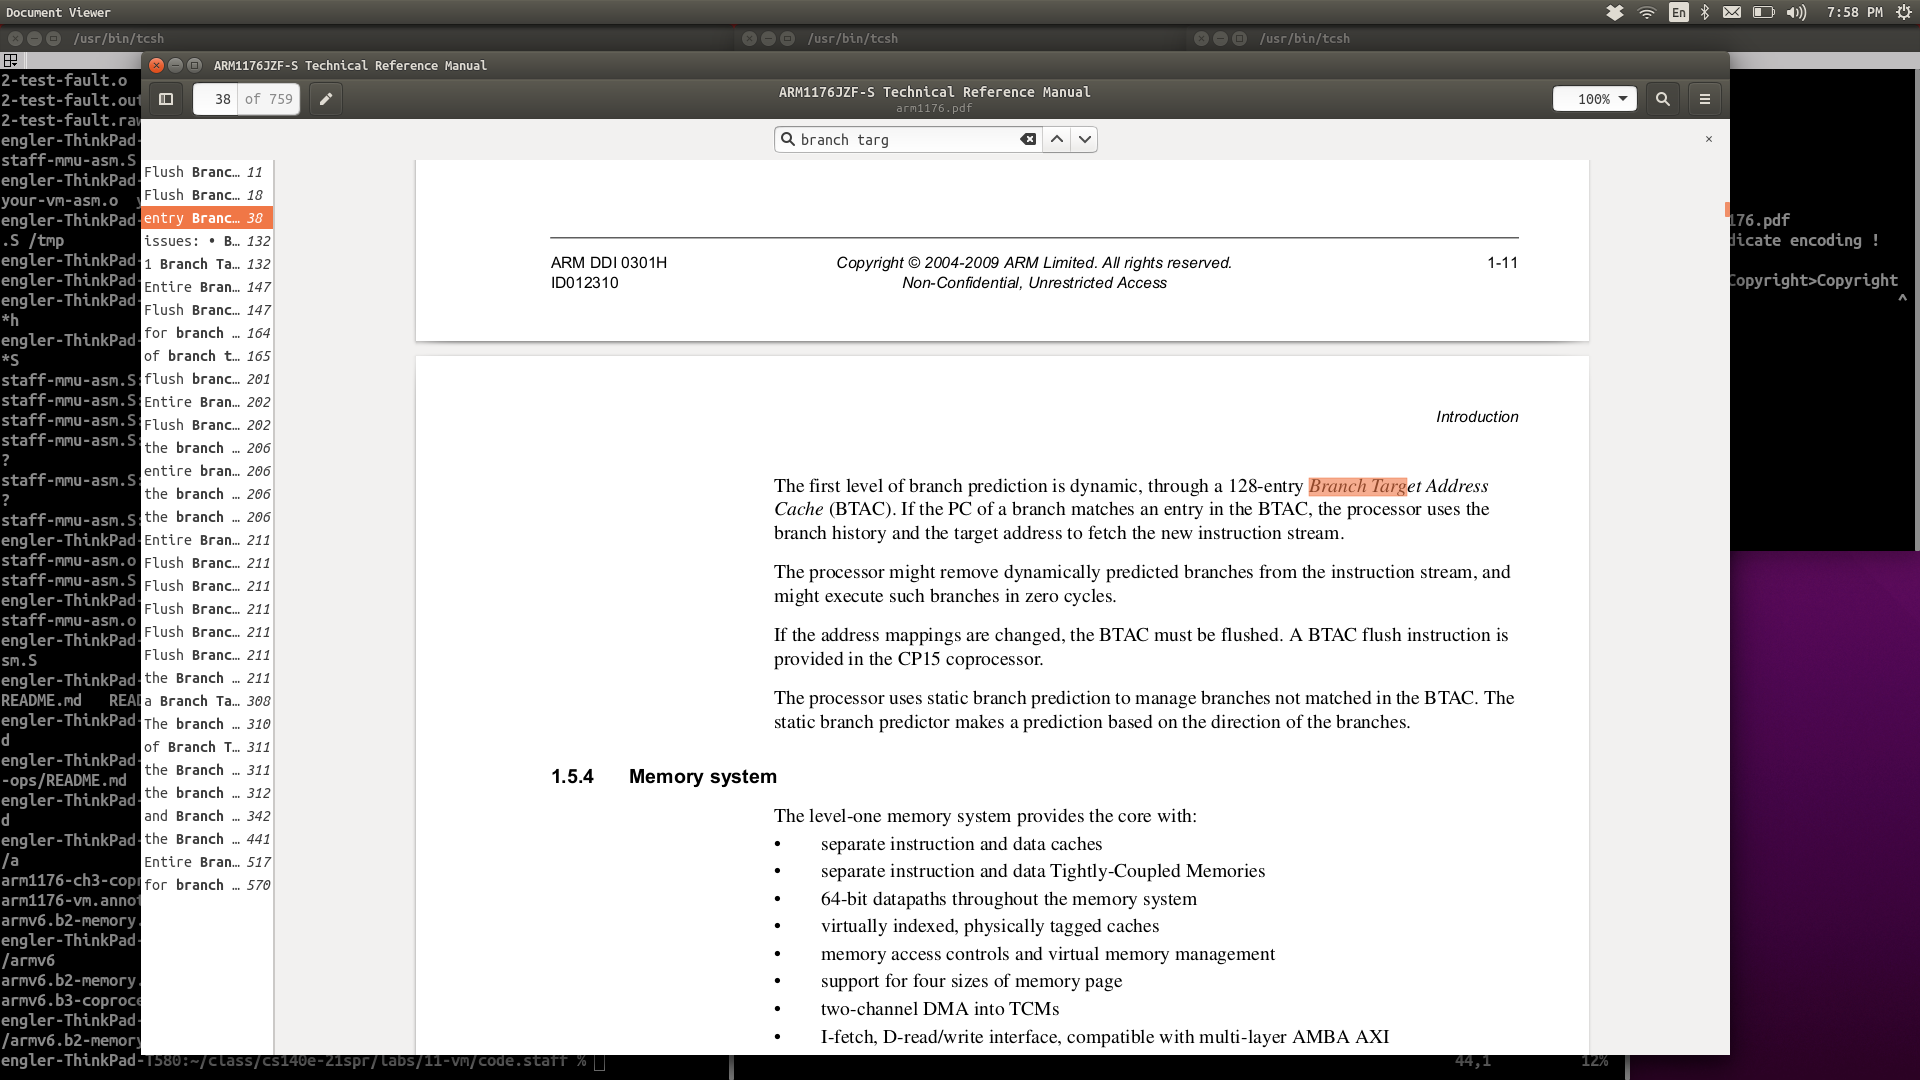 Document Viewer
En
7:58 PM
/usr/bin/tcsh
/usr/bin/tcsh
/usr/bin/tcsh
ARM1176JZF-S Technical Reference Manual
38 of 759
ARM1176JZF-S Technical Reference Manual
arm1176.pdf
100%
branch targ
Flush Branc… 11
Flush Branc… 18
entry Branc… 38
issues: • B… 132
1 Branch Ta… 132
Entire Bran… 147
Flush Branc… 147
for branch … 164
of branch t… 165
flush branc… 201
Entire Bran… 202
Flush Branc… 202
the branch … 206
entire bran… 206
the branch … 206
the branch … 206
Entire Bran… 211
Flush Branc… 211
Flush Branc… 211
Flush Branc… 211
Flush Branc… 211
Flush Branc… 211
the Branch … 211
a Branch Ta… 308
The branch … 310
of Branch T… 311
the Branch … 311
the branch … 312
and Branch … 342
the Branch … 441
Entire Bran… 517
for branch … 570
ARM DDI 0301H
Copyright © 2004-2009 ARM Limited. All rights reserved.
1-11
ID012310
Non-Confidential, Unrestricted Access
Introduction
The first level of branch prediction is dynamic, through a 128-entry Branch Target Address
Cache (BTAC). If the PC of a branch matches an entry in the BTAC, the processor uses the
branch history and the target address to fetch the new instruction stream.
The processor might remove dynamically predicted branches from the instruction stream, and
might execute such branches in zero cycles.
If the address mappings are changed, the BTAC must be flushed. A BTAC flush instruction is
provided in the CP15 coprocessor.
The processor uses static branch prediction to manage branches not matched in the BTAC. The
static branch predictor makes a prediction based on the direction of the branches.
1.5.4 Memory system
The level-one memory system provides the core with:
• separate instruction and data caches
• separate instruction and data Tightly-Coupled Memories
• 64-bit datapaths throughout the memory system
• virtually indexed, physically tagged caches
• memory access controls and virtual memory management
• support for four sizes of memory page
• two-channel DMA into TCMs
• I-fetch, D-read/write interface, compatible with multi-layer AMBA AXI
2-test-fault.o
2-test-fault.out
2-test-fault.raw
engler-ThinkPad-
staff-mmu-asm.S
engler-ThinkPad-
your-vm-asm.o
engler-ThinkPad-
.S /tmp
engler-ThinkPad-
engler-ThinkPad-
engler-ThinkPad-
*h
engler-ThinkPad-
*S
staff-mmu-asm.S:
staff-mmu-asm.S:
staff-mmu-asm.S:
staff-mmu-asm.S:
?
staff-mmu-asm.S:
?
staff-mmu-asm.S:
engler-ThinkPad-
staff-mmu-asm.o
staff-mmu-asm.S
engler-ThinkPad-
staff-mmu-asm.o
engler-ThinkPad-
sm.S
engler-ThinkPad-
README.md READ
engler-ThinkPad-
d
engler-ThinkPad-
-ops/README.md
engler-ThinkPad-
d
engler-ThinkPad-
/a
arm1176-ch3-copr
arm1176-vm.annot
armv6.b2-memory.
engler-ThinkPad-
/armv6
armv6.b2-memory.
armv6.b3-coproce
engler-ThinkPad-
/armv6.b2-memory
engler-ThinkPad-T580:~/class/cs140e-21spr/labs/11-vm/code.staff %
176.pdf
dicate encoding !
Copyright>Copyright
^
44,1 12%